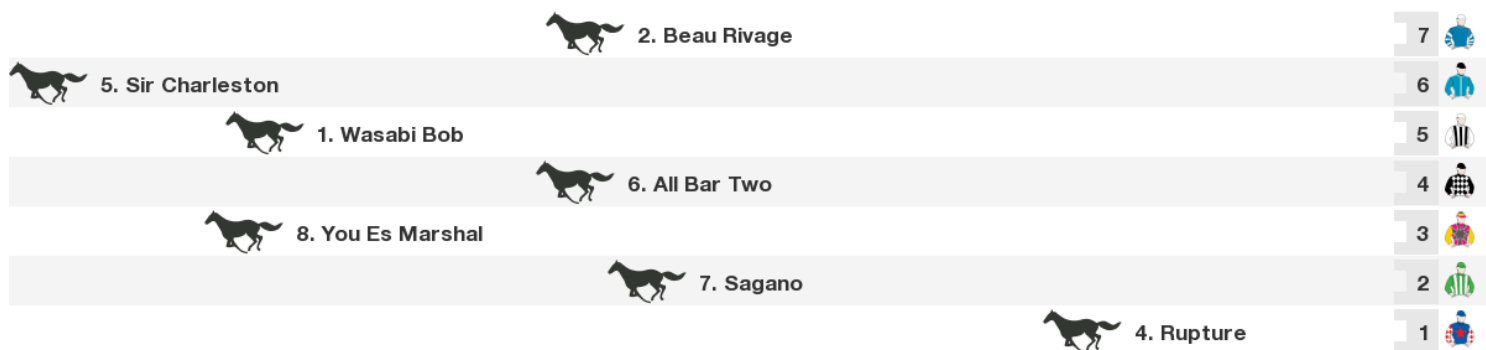 2. Beau Rivage 7
5. Sir Charleston 6
1. Wasabi Bob 5
6. All Bar Two 4
8. You Es Marshal 3
7. Sagano 2
4. Rupture 1